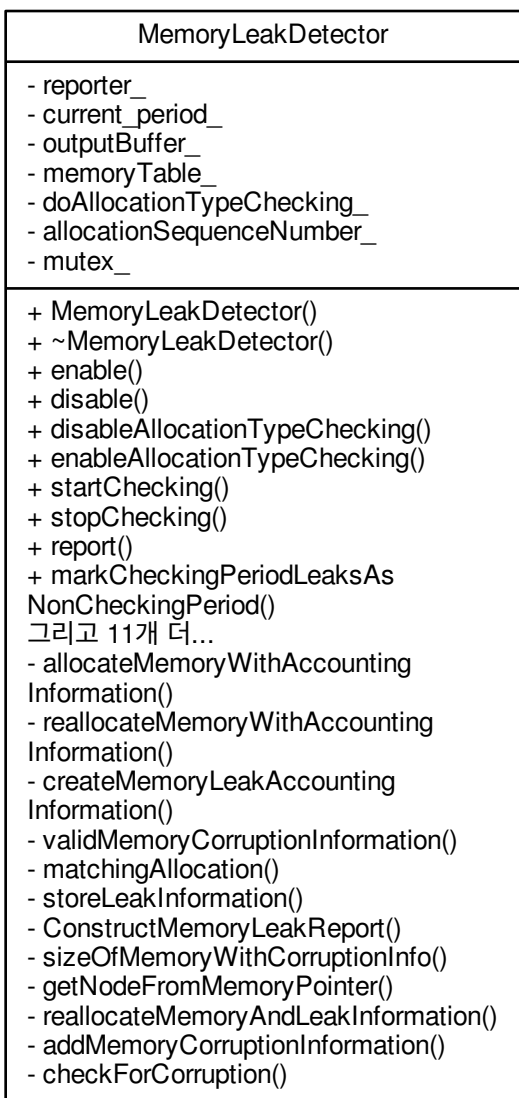 MemoryLeakDetector
- reporter_
- current_period_
- outputBuffer_
- memoryTable_
- doAllocationTypeChecking_
- allocationSequenceNumber_
- mutex_
+ MemoryLeakDetector()
+ ~MemoryLeakDetector()
+ enable()
+ disable()
+ disableAllocationTypeChecking()
+ enableAllocationTypeChecking()
+ startChecking()
+ stopChecking()
+ report()
+ markCheckingPeriodLeaksAs
NonCheckingPeriod()
그리고 11개 더...
- allocateMemoryWithAccounting
Information()
- reallocateMemoryWithAccounting
Information()
- createMemoryLeakAccounting
Information()
- validMemoryCorruptionInformation()
- matchingAllocation()
- storeLeakInformation()
- ConstructMemoryLeakReport()
- sizeOfMemoryWithCorruptionInfo()
- getNodeFromMemoryPointer()
- reallocateMemoryAndLeakInformation()
- addMemoryCorruptionInformation()
- checkForCorruption()